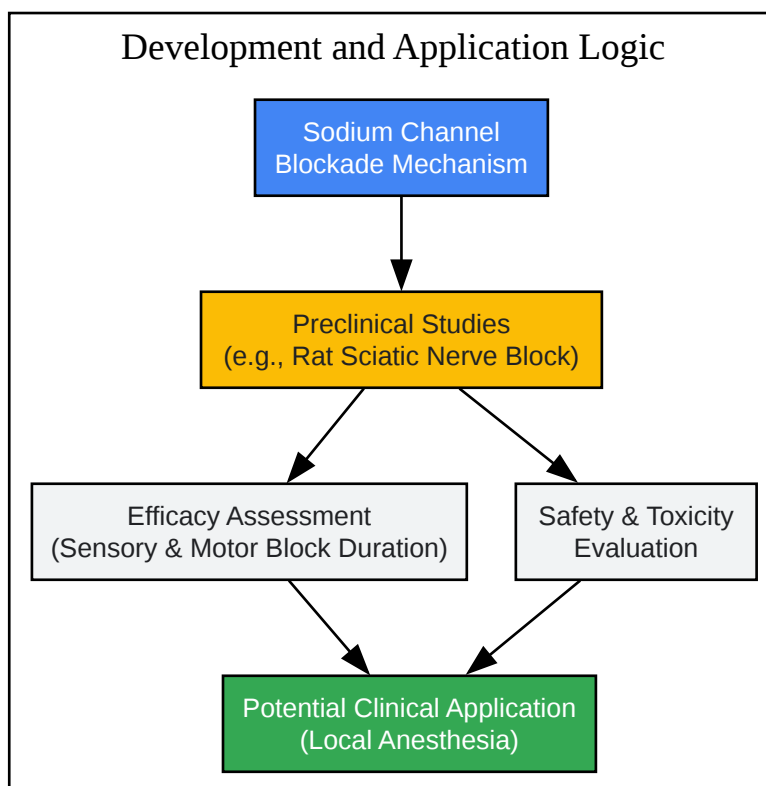 Development and Application Logic
Sodium Channel
Blockade Mechanism
Preclinical Studies
(e.g., Rat Sciatic Nerve Block)
Efficacy Assessment
(Sensory & Motor Block Duration)
Safety & Toxicity
Evaluation
Potential Clinical Application
(Local Anesthesia)